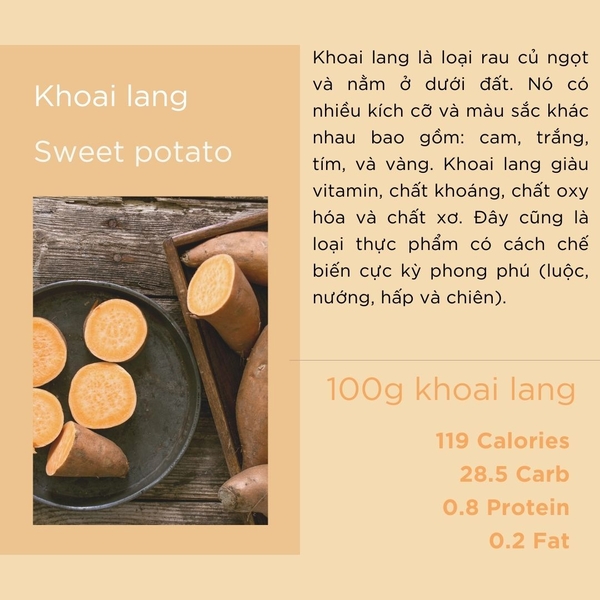 Khoai lang
Sweet potato
Khoai lang là loại rau củ ngọt
và nằm ở dưới đất. Nó có
nhiều kích cỡ và màu sắc khác
nhau bao gồm: cam, trắng,
tím, và vàng. Khoai lang giàu
vitamin, chất khoáng, chất oxy
hóa và chất xơ. Đây cũng là
loại thực phẩm có cách chế
biến cực kỳ phong phú (luộc,
nướng, hấp và chiên).
100g khoai lang
119 Calories
28.5 Carb
0.8 Protein
0.2 Fat